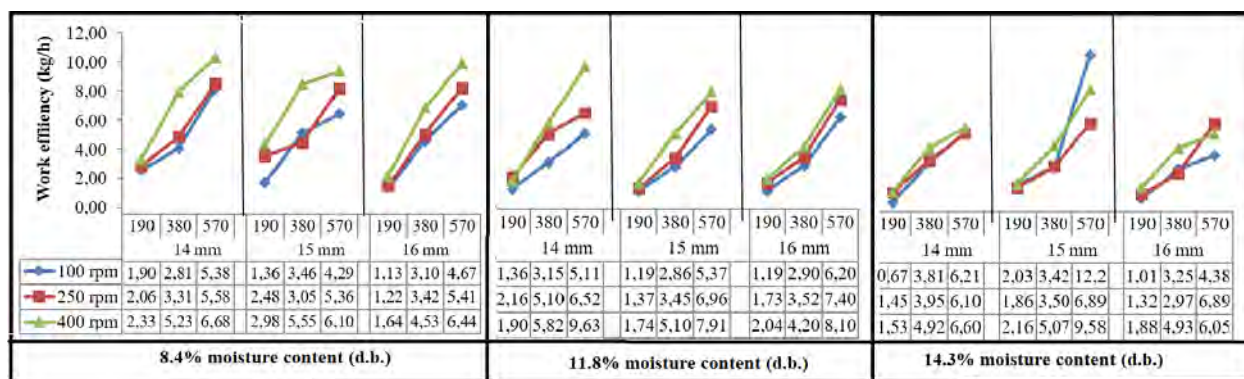 Work effiiency (kg/h)
12,00
10,00
8,00
6,00
4,00
2,00
0,00
190 380 570 190 380 570 190 380 570 190 380 570 190 380 570 190 380 570 190 380 570 190 380 570 190 380 570
14 mm 15 mm 16 mm 14 mm 15 mm 16 mm 14 mm 15 mm 16 mm
100 rpm 1,90 2,81 5,38 1,36 3,46 4,29 1,13 3,10 4,67 1,36 3,15 5,11 1,19 2,86 5,37 1,19 2,90 6,20 0,67 3,81 6,21 2,03 3,42 12,2 1,01 3,25 4,38
250 rpm 2,06 3,31 5,58 2,48 3,05 5,36 1,22 3,42 5,41 2,16 5,10 6,52 1,37 3,45 6,96 1,73 3,52 7,40 1,45 3,95 6,10 1,86 3,50 6,89 1,32 2,97 6,89
400 rpm 2,33 5,23 6,68 2,98 5,55 6,10 1,64 4,53 6,44 1,90 5,82 9,63 1,74 5,10 7,91 2,04 4,20 8,10 1,53 4,92 6,60 2,16 5,07 9,58 1,88 4,93 6,05
8.4% moisture content (d.b.) 11.8% moisture content (d.b.) 14.3% moisture content (d.b.)